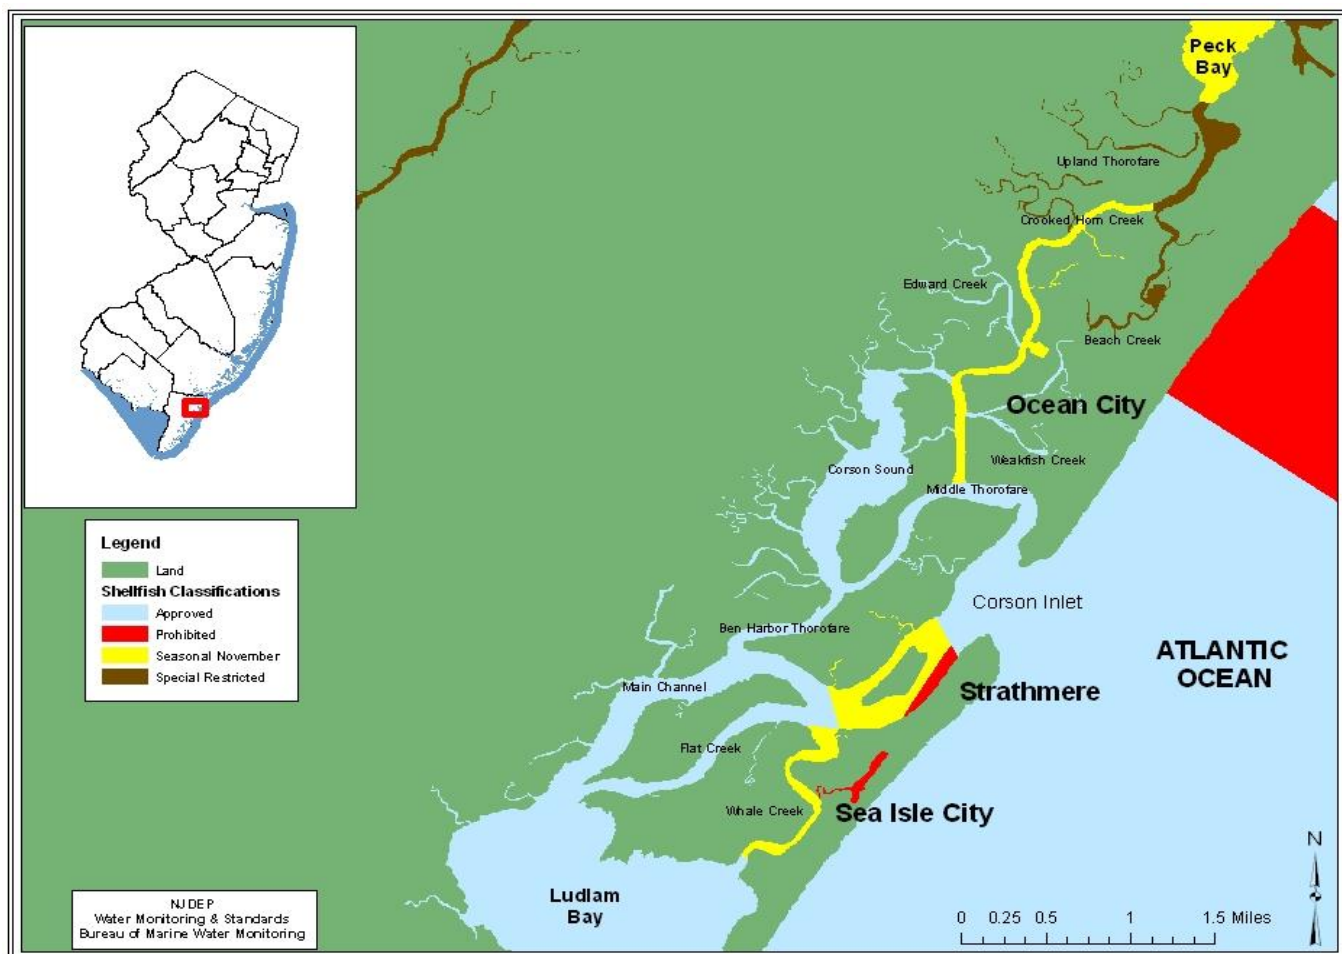 Peck
Bay
Upland Thorofare
Crooked Horn Creek
Edward Creek
Beach Creek
Ocean City
Weakfish Creek
Corson Sound
Middle Thorofare
Legend
Land
Shellfish Classifications
Approved
Prohibited
Seasonal November
Special Restricted
Corson Inlet
Ben Harbor Thorofare
ATLANTIC
OCEAN
Main Channel
Strathmere
Flat Creek
Whale Creek
Sea Isle City
N
Ludlam
Bay
NJDEP
Water Monitoring & Standards
Bureau of Marine Water Monitoring
0 0.25 0.5 1 1.5 Miles